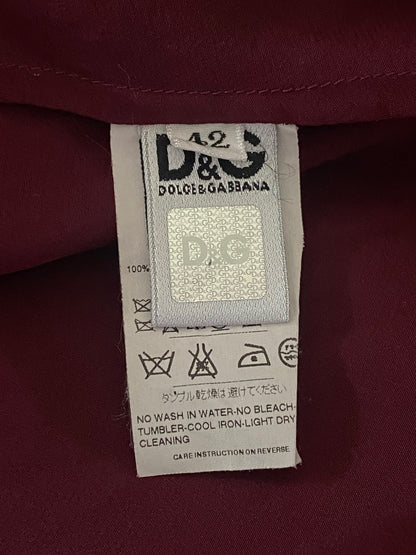 42
D&G
DOLCE&GABBANA
D&G
100%
タンブル乾燥は避けてください
NO WASH IN WATER-NO BLEACH-
TUMBLER-COOL IRON-LIGHT DRY
CLEANING
CARE INSTRUCTION ON REVERSE